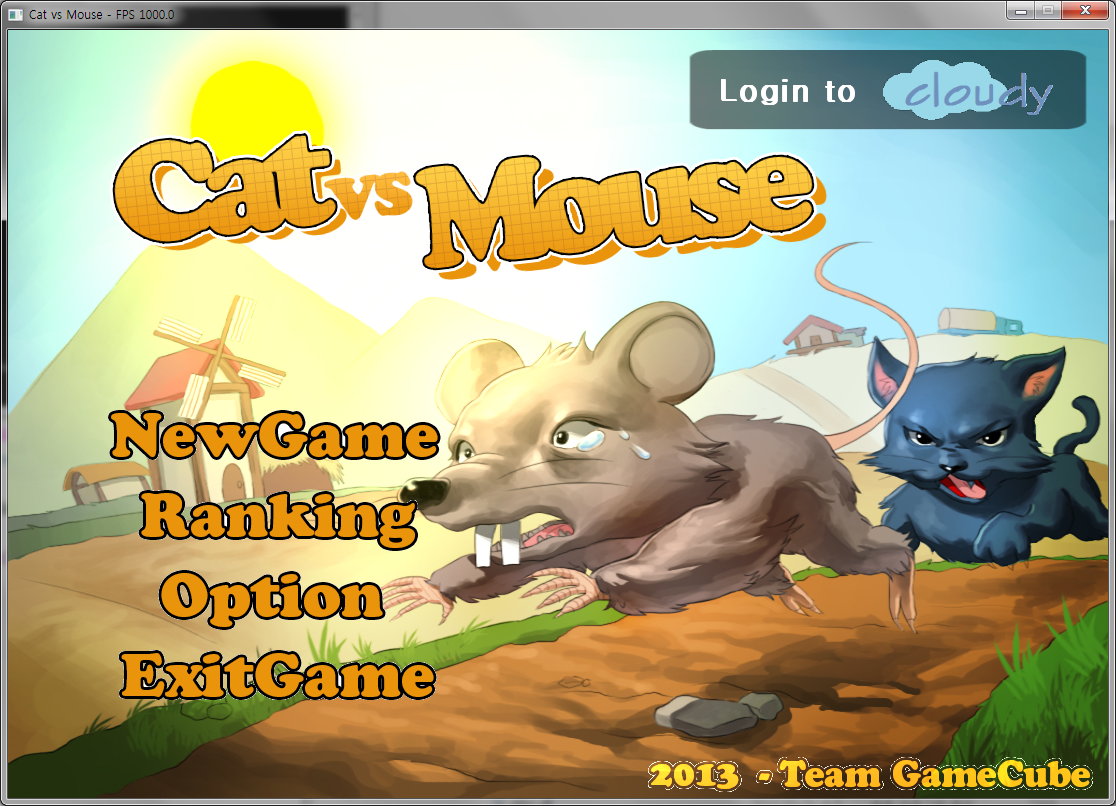 Cat vs Mouse - FPS 1000.0
Login to cloudy
Cat vs Mouse
NewGame
Ranking
Option
ExitGame
2013 - Team GameCube